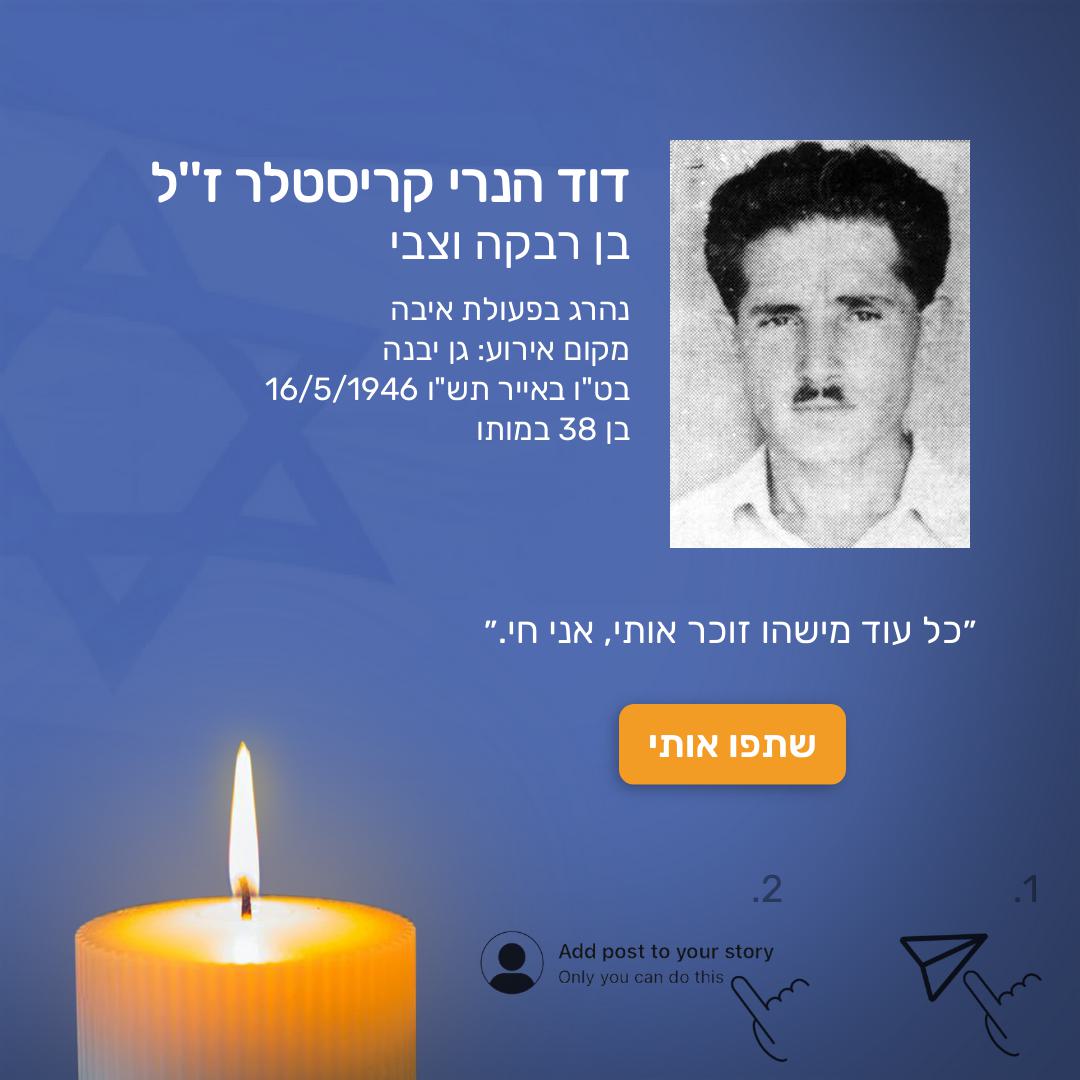 דוד הנרי קריסטלר ז"ל
בן רבקה וצבי
נהרג בפעולת איבה
מקום אירוע: גן יבנה
בט"ו באייר תש"ו 16/5/1946
בן 38 במותו
״כל עוד מישהו זוכר אותי, אני חי.״
שתפו אותי
1.
2.
Add post to your story
Only you can do this